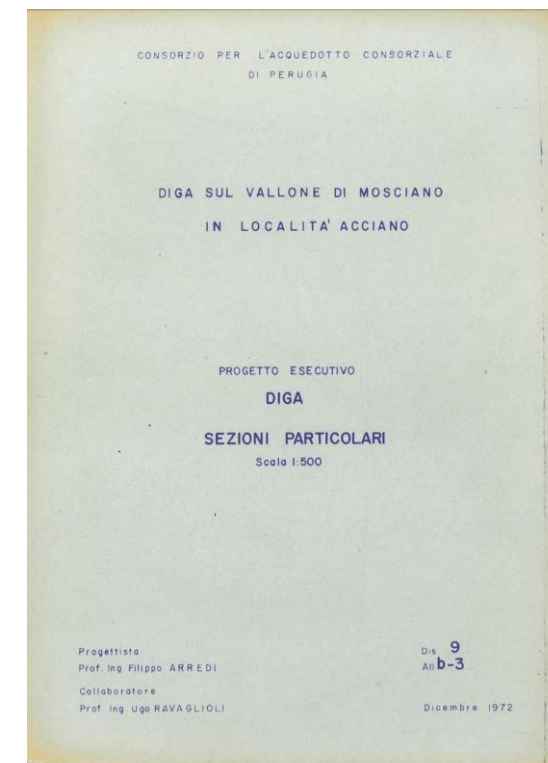 CONSORZIO PER L'ACQUEDOTTO CONSORZIALE
DI PERUGIA
DIGA SUL VALLONE DI MOSCIANO
IN LOCALITA' ACCIANO
PROGETTO ESECUTIVO
DIGA
SEZIONI PARTICOLARI
Scala 1:500
Progettista
Prof. Ing. Filippo ARREDI
Collaboratore
Prof Ing Ugo RAVAGLIOLI
Dis 9
All b-3
Dicembre 1972